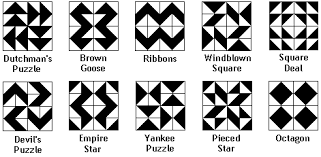 Dutchman's
Puzzle
Brown
Goose
Ribbons
Windblown
Square
Square
Deal
Devil's
Puzzle
Empire
Star
Yankee
Puzzle
Pieced
Star
Octagon